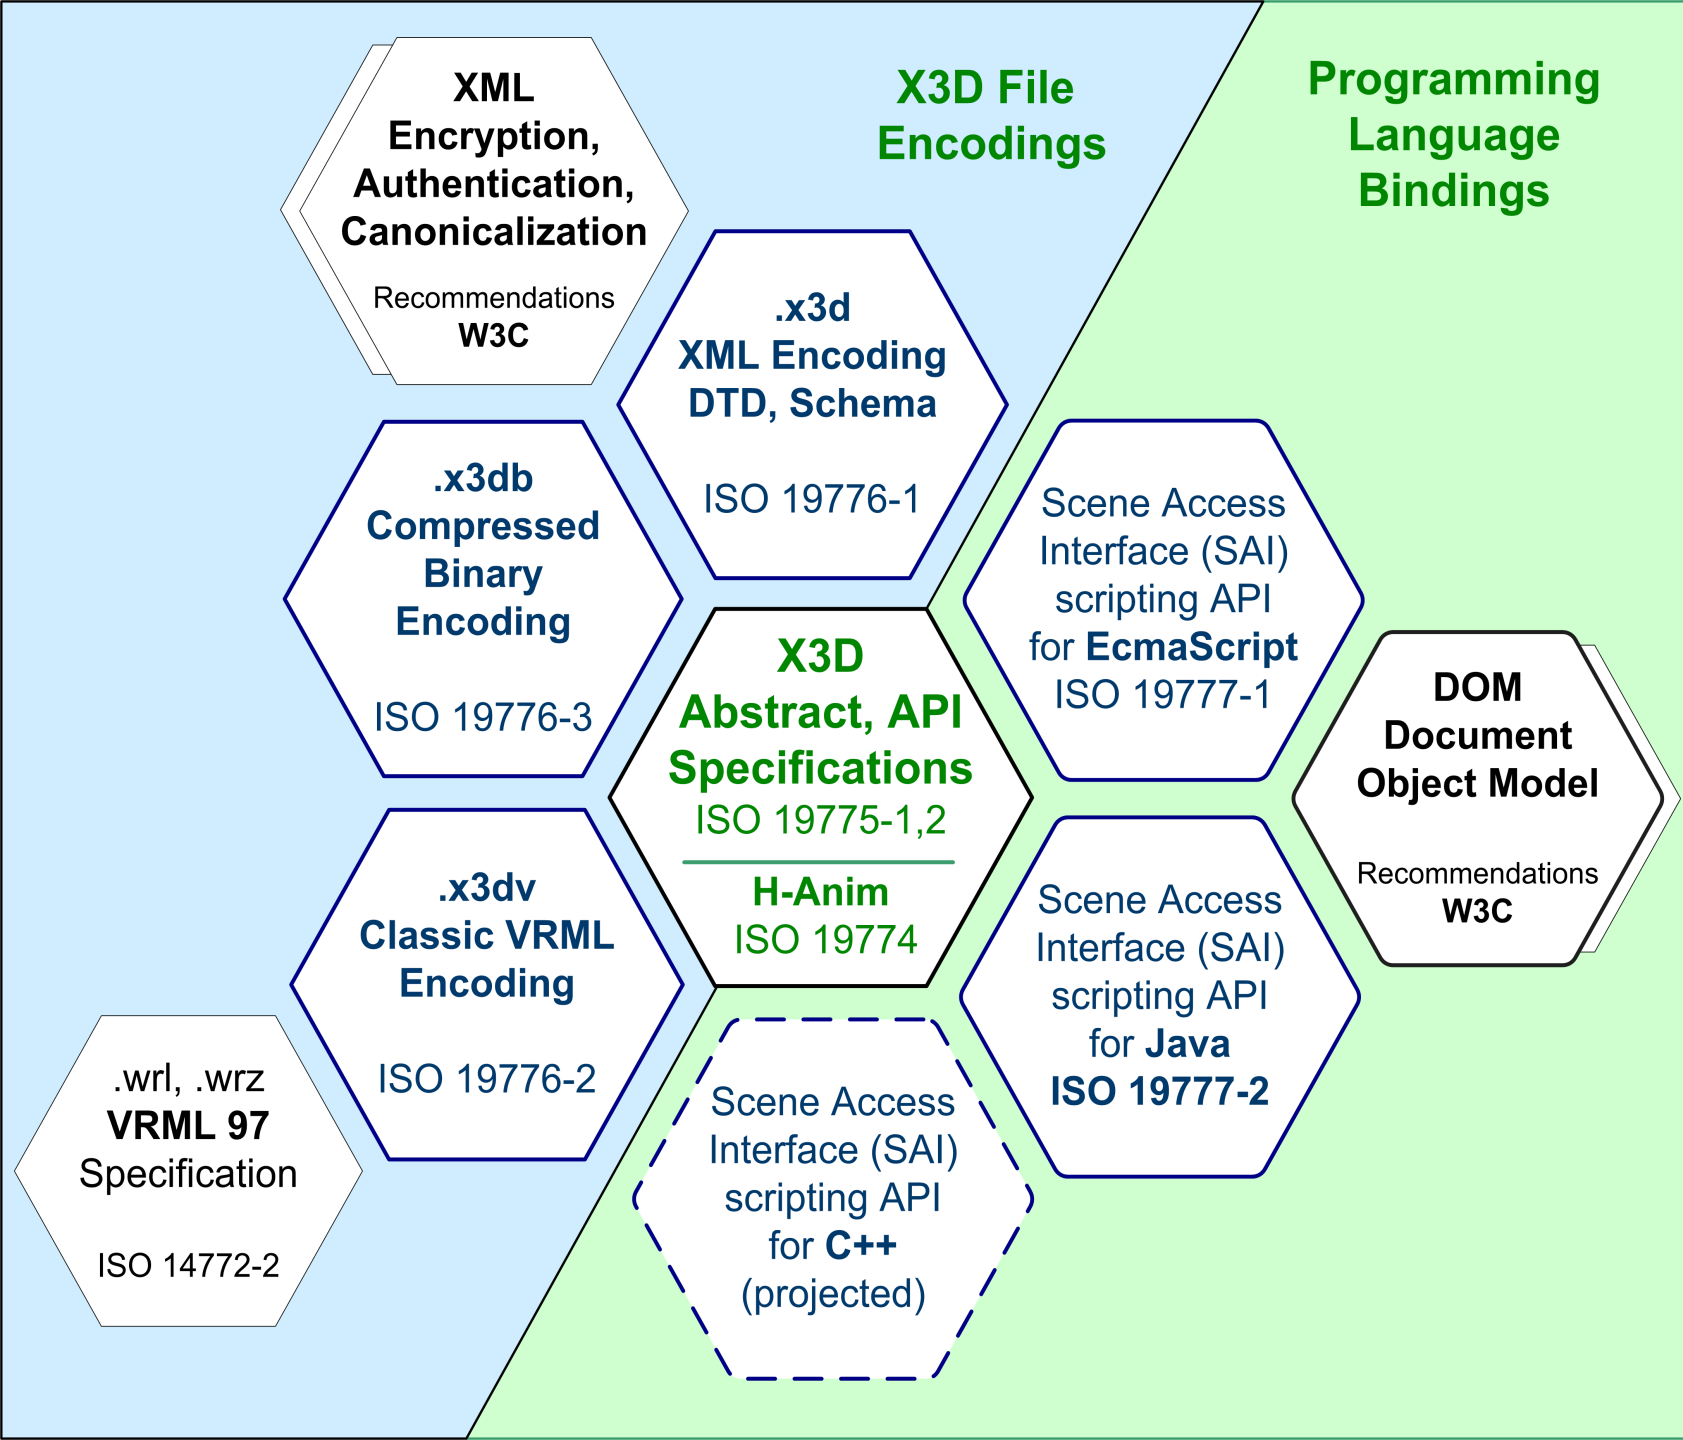 XML
Encryption,
Authentication,
Canonicalization
Recommendations
W3C
X3D File
Encodings
Programming
Language
Bindings
.x3d
XML Encoding
DTD, Schema
ISO 19776-1
.x3db
Compressed
Binary
Encoding
ISO 19776-3
Scene Access
Interface (SAI)
scripting API
for EcmaScript
ISO 19777-1
X3D
Abstract, API
Specifications
ISO 19775-1,2
H-Anim
ISO 19774
DOM
Document
Object Model
Recommendations
W3C
.x3dv
Classic VRML
Encoding
ISO 19776-2
Scene Access
Interface (SAI)
scripting API
for Java
ISO 19777-2
.wrl, .wrz
VRML 97
Specification
ISO 14772-2
Scene Access
Interface (SAI)
scripting API
for C++
(projected)